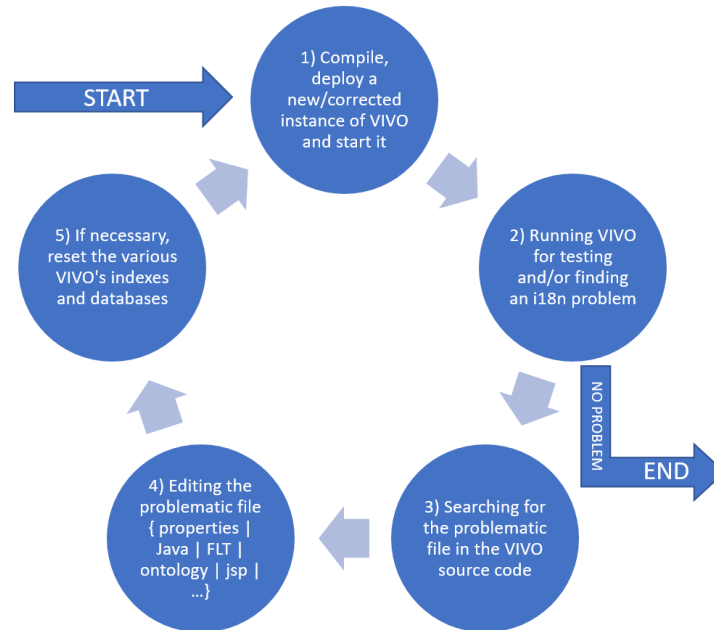 START
1) Compile,
deploy a
new/corrected
instance of VIVO
and start it
2) Running VIVO
for testing
and/or finding
an i18n problem
NO PROBLEM
END
3) Searching for
the problematic
file in the VIVO
source code
4) Editing the
problematic file
{ properties |
Java | FLT |
ontology | jsp |
...}
5) If necessary,
reset the various
VIVO's indexes
and databases